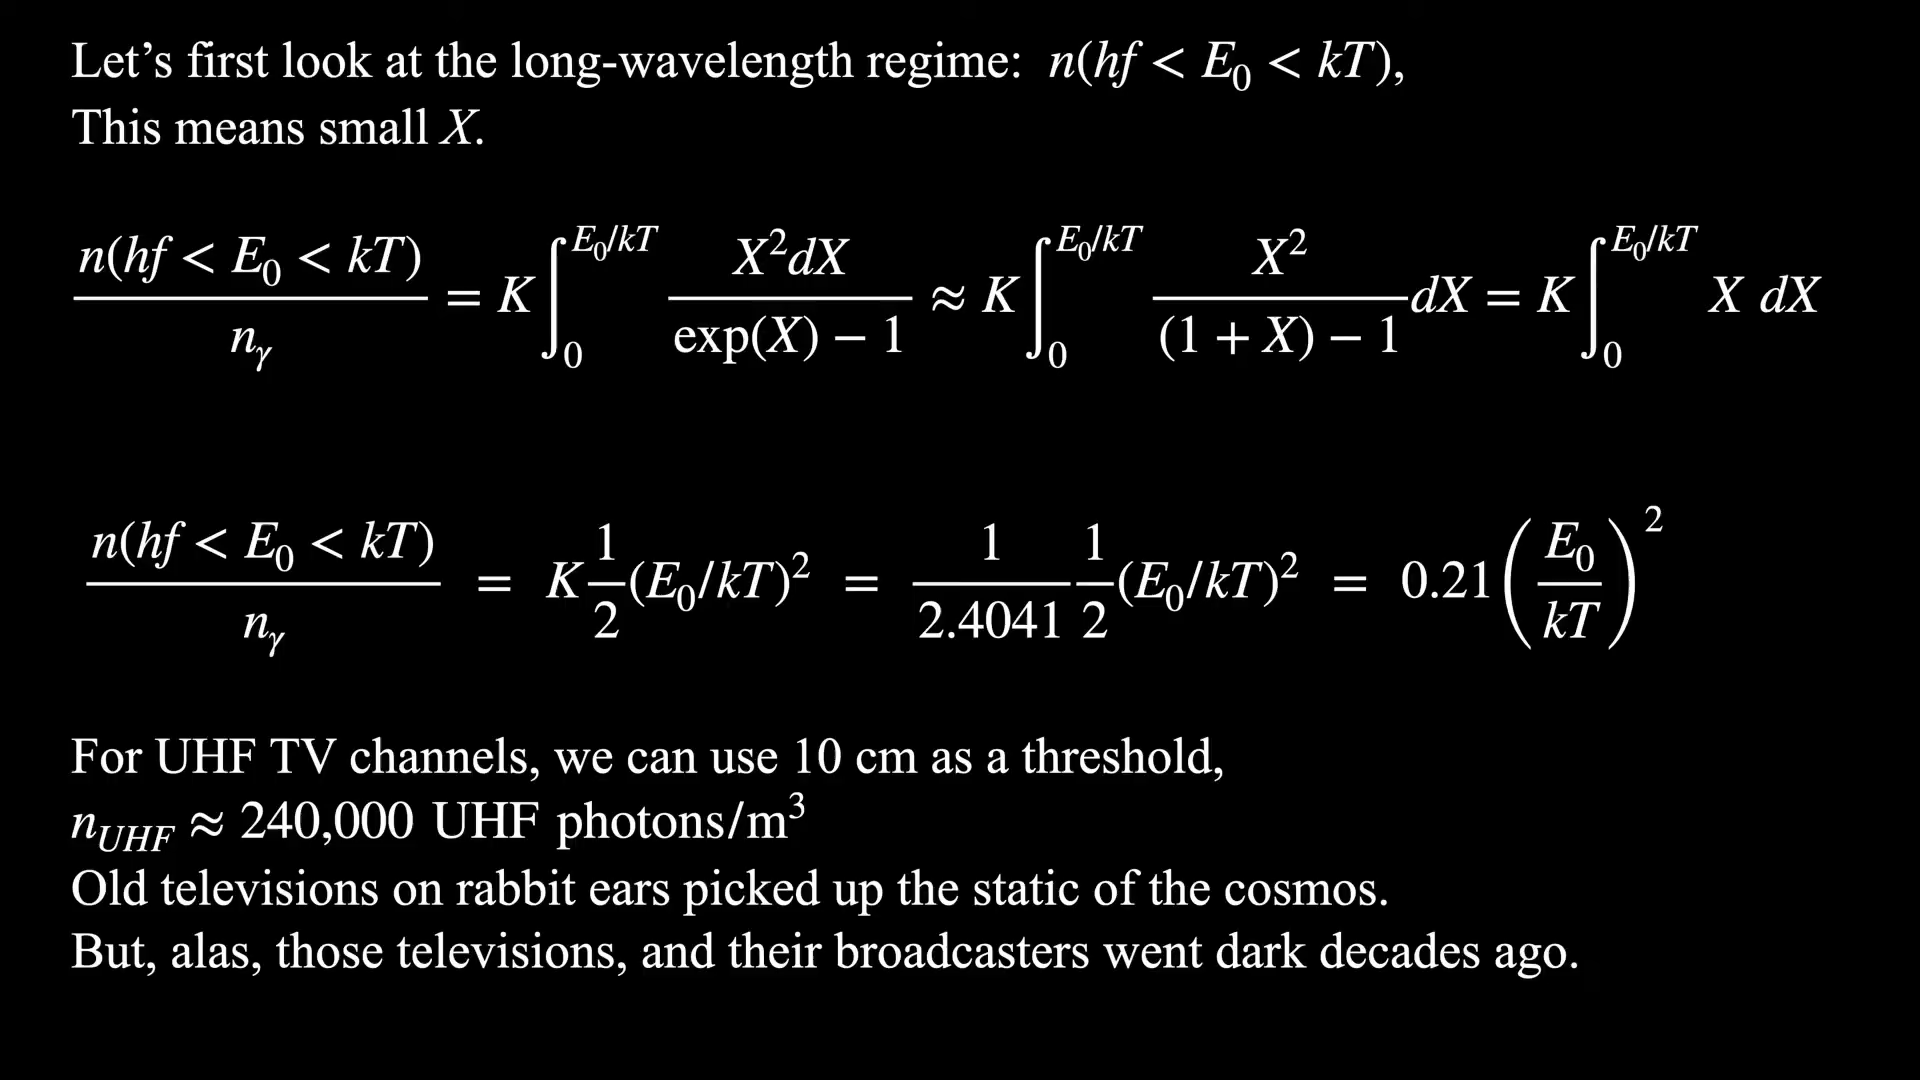 Let’s first look at the long-wavelength regime: n(hf < E₀ < kT),
This means small X.
n(hf < E₀ < kT) / n_γ = K ∫₀^{E₀/kT} X²dX / (exp(X) − 1) ≈ K ∫₀^{E₀/kT} X² / ((1 + X) − 1) dX = K ∫₀^{E₀/kT} X dX
n(hf < E₀ < kT) / n_γ = K 1/2 (E₀/kT)² = 1/2.4041 1/2 (E₀/kT)² = 0.21 (E₀/kT)²
For UHF TV channels, we can use 10 cm as a threshold,
n_UHF ≈ 240,000 UHF photons/m³
Old televisions on rabbit ears picked up the static of the cosmos.
But, alas, those televisions, and their broadcasters went dark decades ago.